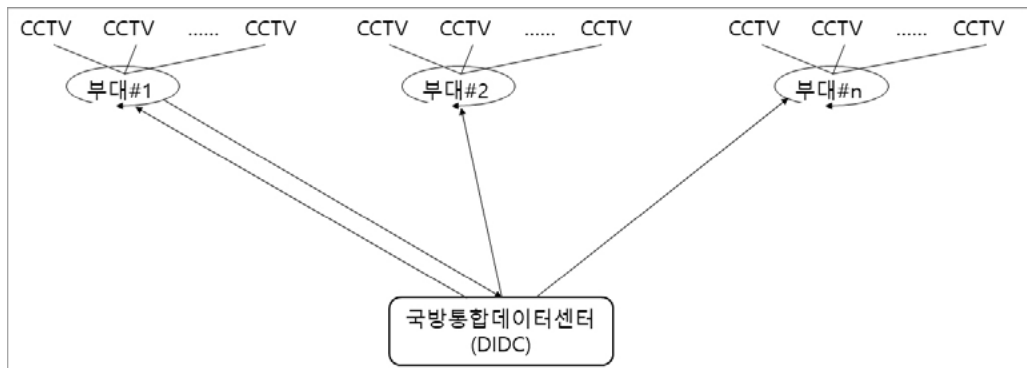 CCTV CCTV ...... CCTV CCTV CCTV ...... CCTV CCTV CCTV ...... CCTV
부대#1 부대#2 부대#n
국방통합데이터센터
(DIDC)